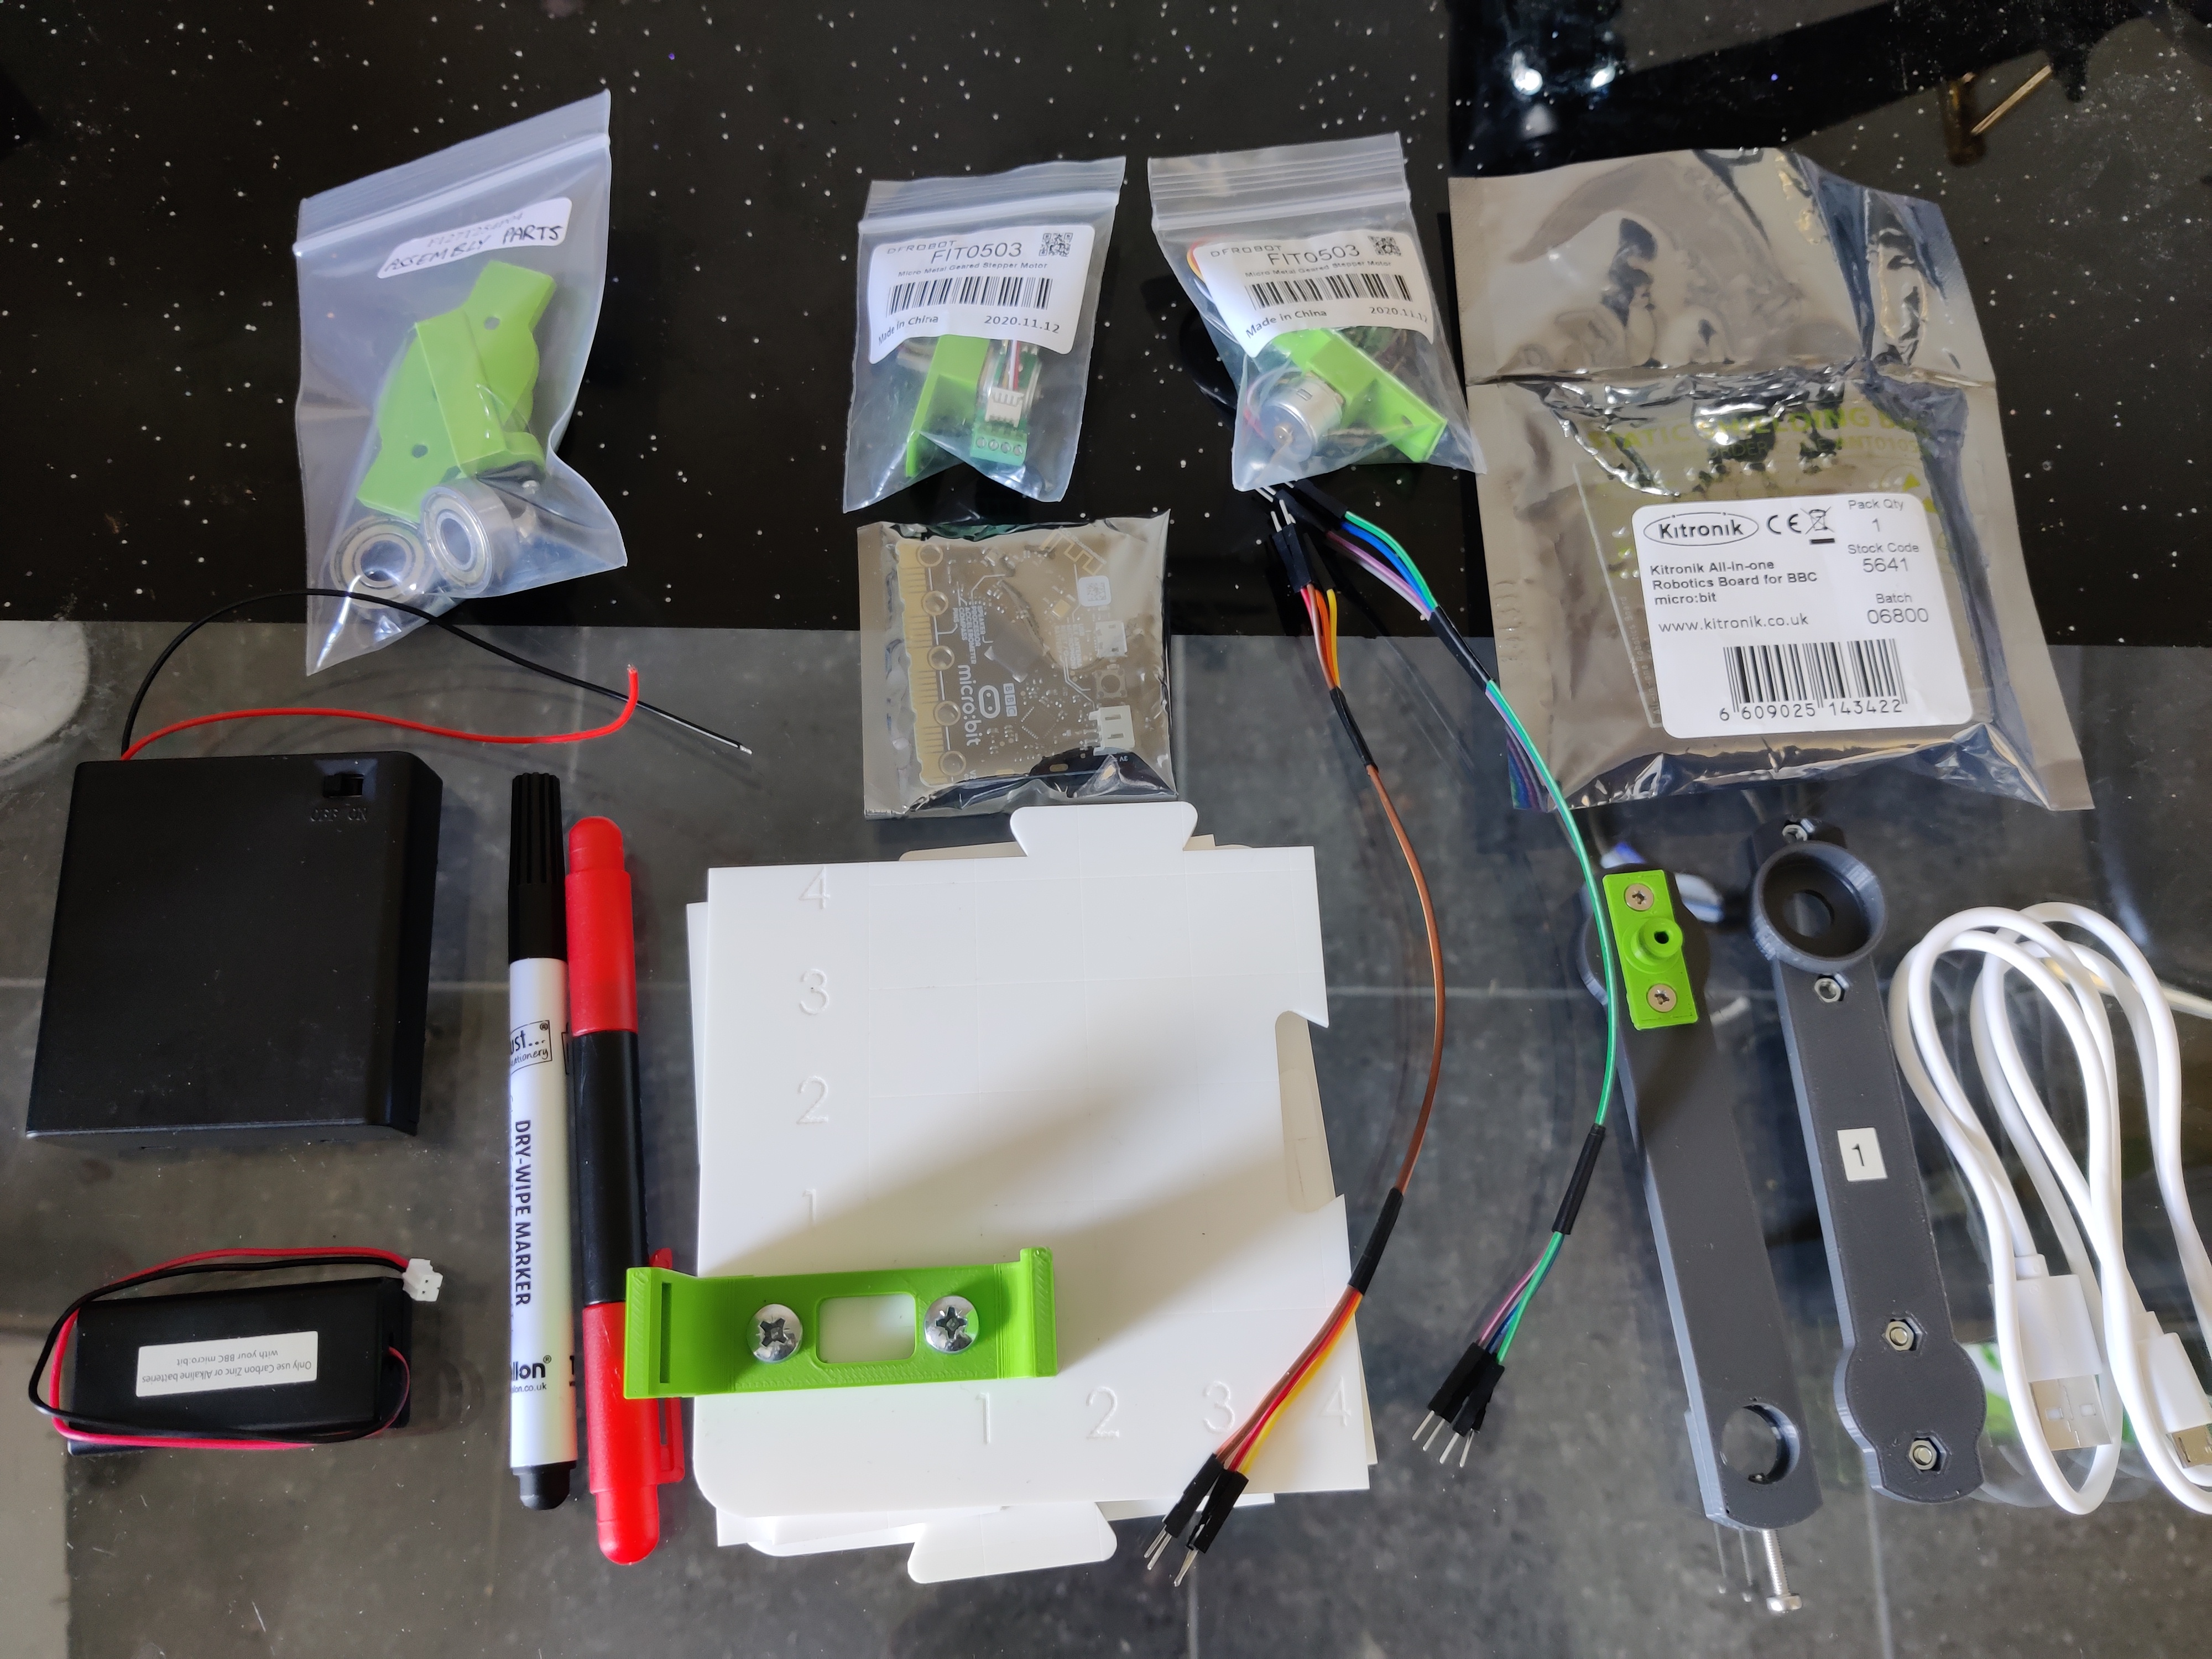 ASSEMBLY PARTS
DFROBOT
FIT0503
Micro Metal Geared Stepper Motor
Made in China
2020.11.12
DFROBOT
FIT0503
Micro Metal Geared Stepper Motor
Made in China
2020.11.12
STATIC SHIELDING
Kitronik CE
Pack Qty
1
Stock Code
5641
Kitronik All-in-one
Robotics Board for BBC
micro:bit
Batch
06800
www.kitronik.co.uk
6 609025 143422
BBC
micro:bit
PROCESSOR
ACCELEROMETER
COMPASS
OFF ON
DRY-WIPE MARKER
4
3
2
1
1 2 3 4
1
Only use Carbon Zinc or Alkaline batteries
with your BBC micro:bit